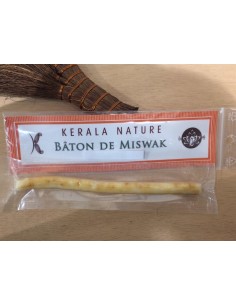 KERALA NATURE
BÂTON DE MISWAK